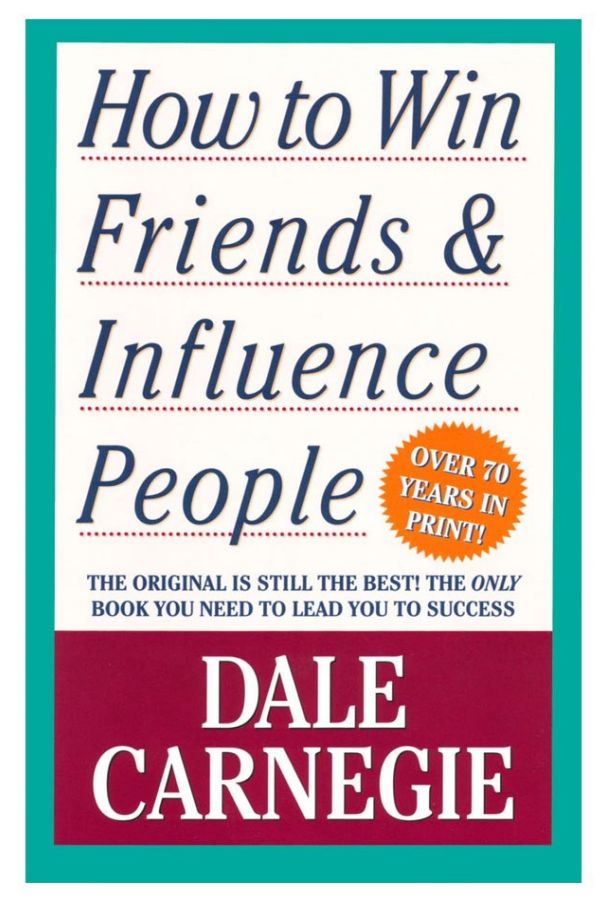 How to Win
Friends &
Influence
People
OVER 70
YEARS IN
PRINT!
THE ORIGINAL IS STILL THE BEST! THE ONLY
BOOK YOU NEED TO LEAD YOU TO SUCCESS
DALE
CARNEGIE